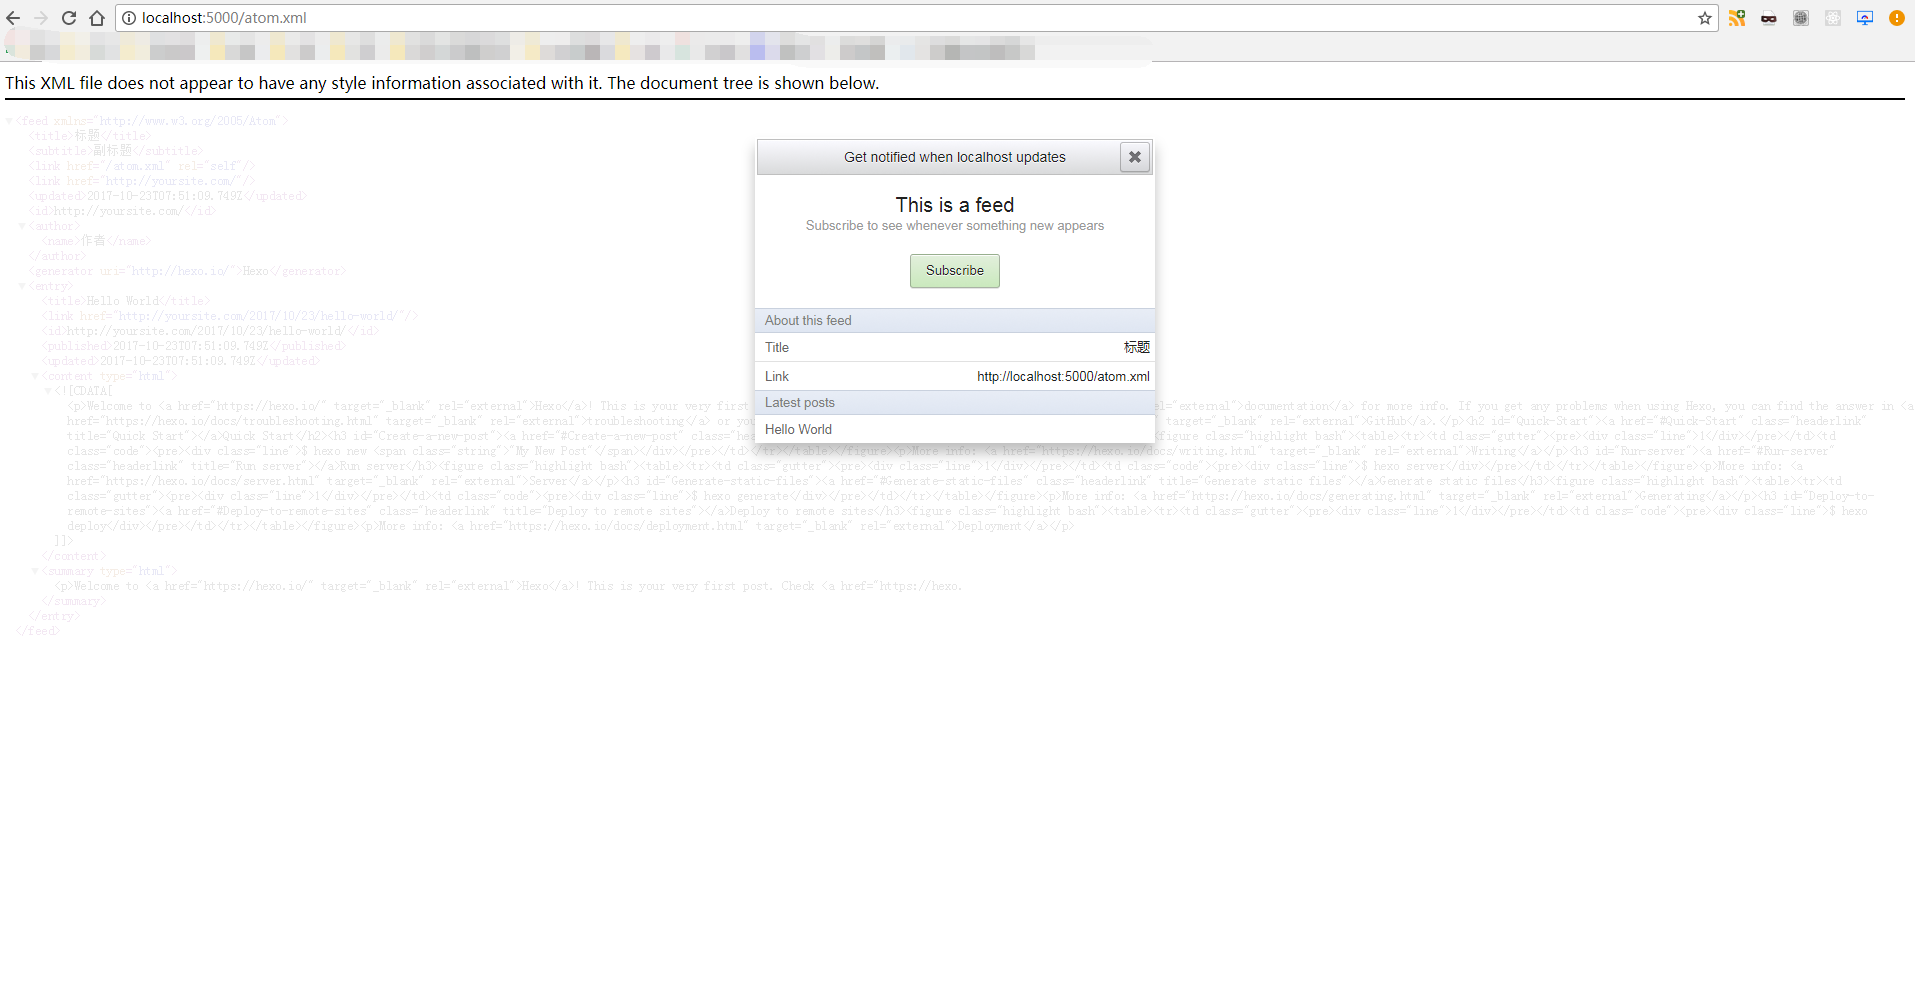 localhost:5000/atom.xml
This XML file does not appear to have any style information associated with it. The document tree is shown below.
▼<feed xmlns="http://www.w3.org/2005/Atom">
<title>标题</title>
<subtitle>副标题</subtitle>
<link href="/atom.xml" rel="self"/>
<link href="http://yoursite.com/"/>
<updated>2017-10-23T07:51:09.749Z</updated>
<id>http://yoursite.com/</id>
▼<author>
<name>作者</name>
</author>
<generator uri="http://hexo.io/">Hexo</generator>
▼<entry>
<title>Hello World</title>
<link href="http://yoursite.com/2017/10/23/hello-world/"/>
<id>http://yoursite.com/2017/10/23/hello-world/</id>
<published>2017-10-23T07:51:09.749Z</published>
<updated>2017-10-23T07:51:09.749Z</updated>
▼<content type="html">
▼<![CDATA[
<p>Welcome to <a href="https://hexo.io/" target="_blank" rel="external">Hexo</a>! This is your very first rel="external">documentation</a> for more info. If you get any problems when using Hexo, you can find the answer in <a
href="https://hexo.io/docs/troubleshooting.html" target="_blank" rel="external">troubleshooting</a> or you target="_blank" rel="external">GitHub</a>.</p><h2 id="Quick-Start"><a href="#Quick-Start" class="headerlink"
title="Quick Start"></a>Quick Start</h2><h3 id="Create-a-new-post"><a href="#Create-a-new-post" class="hea figure class="highlight bash"><table><tr><td class="gutter"><pre><div class="line">1</div></pre></td><td
class="code"><pre><div class="line">$ hexo new <span class="string">"My New Post"</span></div></pre></td></tr></table></figure><p>More info: <a href="https://hexo.io/docs/writing.html" target="_blank" rel="external">Writing</a></p><h3 id="Run-server"><a href="#Run-server"
class="headerlink" title="Run server"></a>Run server</h3><figure class="highlight bash"><table><tr><td class="gutter"><pre><div class="line">1</div></pre></td><td class="code"><pre><div class="line">$ hexo server</div></pre></td></tr></table></figure><p>More info: <a
href="https://hexo.io/docs/server.html" target="_blank" rel="external">Server</a></p><h3 id="Generate-static-files"><a href="#Generate-static-files" class="headerlink" title="Generate static files"></a>Generate static files</h3><figure class="highlight bash"><table><tr><td
class="gutter"><pre><div class="line">1</div></pre></td><td class="code"><pre><div class="line">$ hexo generate</div></pre></td></tr></table></figure><p>More info: <a href="https://hexo.io/docs/generating.html" target="_blank" rel="external">Generating</a></p><h3 id="Deploy-to-
remote-sites"><a href="#Deploy-to-remote-sites" class="headerlink" title="Deploy to remote sites"></a>Deploy to remote sites</h3><figure class="highlight bash"><table><tr><td class="gutter"><pre><div class="line">1</div></pre></td><td class="code"><pre><div class="line">$ hexo
deploy</div></pre></td></tr></table></figure><p>More info: <a href="https://hexo.io/docs/deployment.html" target="_blank" rel="external">Deployment</a></p>
]]>
</content>
▼<summary type="html">
<p>Welcome to <a href="https://hexo.io/" target="_blank" rel="external">Hexo</a>! This is your very first post. Check <a href="https://hexo.
</summary>
</entry>
</feed>
Get notified when localhost updates
This is a feed
Subscribe to see whenever something new appears
Subscribe
About this feed
Title 标题
Link http://localhost:5000/atom.xml
Latest posts
Hello World